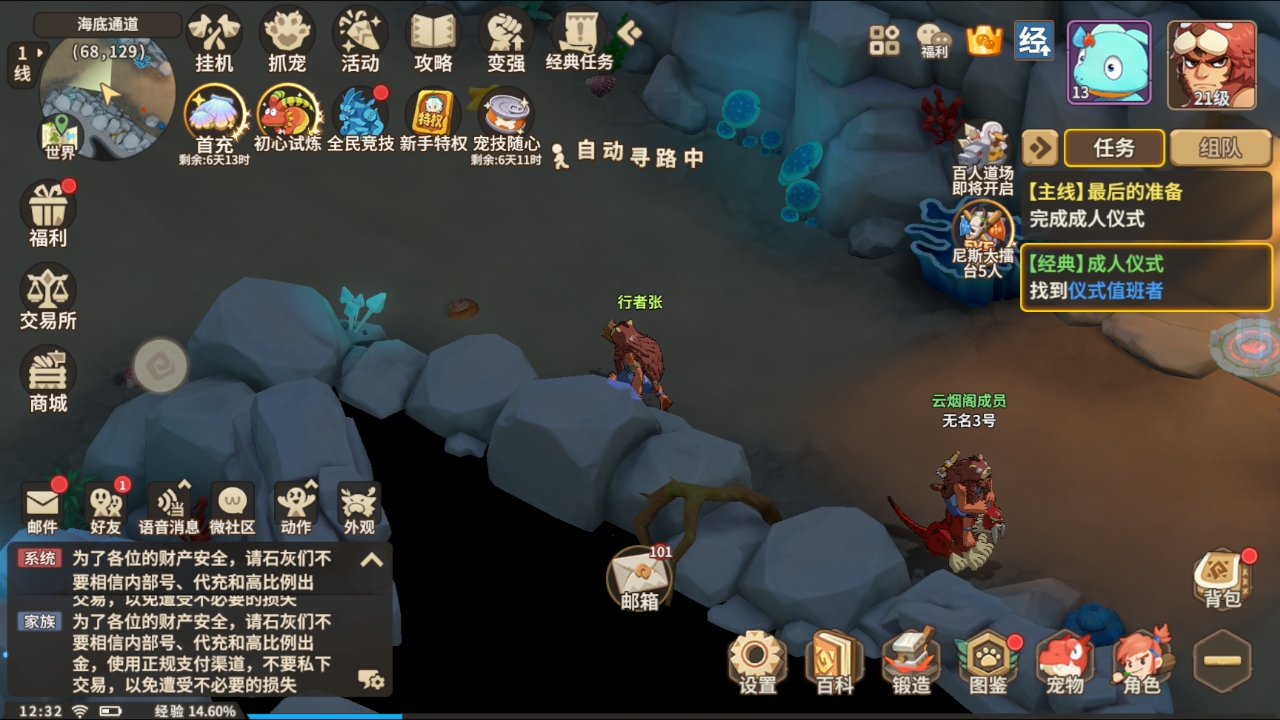 海底通道
(68,129)
1
线
世界
挂机
抓宠
活动
攻略
变强
经典任务
首充
剩余:6天13时
初心试炼
全民竞技
特权
新手特权
宠技随心
剩余:6天11时
自动寻路中
福利
经
13
21级
任务
组队
百人道场
即将开启
【主线】最后的准备
完成成人仪式
5V5
尼斯大擂
台5人
【经典】成人仪式
找到仪式值班者
福利
交易所
商城
行者张
云烟阁成员
无名3号
邮件
1
好友
语音消息
微社区
动作
外观
系统
为了各位的财产安全，请石灰们不
要相信内部号、代充和高比例出
交易，以免遭受不必要的损失
家族
为了各位的财产安全，请石灰们不
要相信内部号、代充和高比例出
金，使用正规支付渠道，不要私下
交易，以免遭受不必要的损失
101
邮箱
背包
设置
百科
锻造
图鉴
宠物
角色
12:32
经验 14.60%